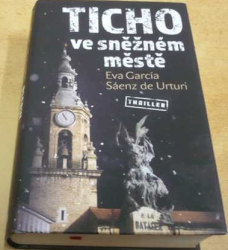 TICHO
ve sněžném
městě
Eva García
Sáenz de Urturi
THRILLER